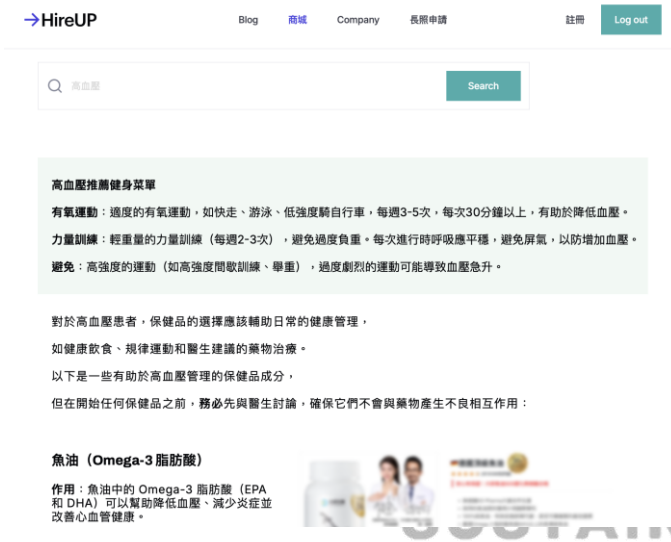 →HireUP
Blog
商城
Company
長照申請
註冊
Log out
高血壓
Search
高血壓推薦健身菜單
有氧運動：適度的有氧運動，如快走、游泳、低強度騎自行車，每週3-5次，每次30分鐘以上，有助於降低血壓。
力量訓練：輕重量的力量訓練（每週2-3次），避免過度負重。每次進行時呼吸應平穩，避免屏氣，以防增加血壓。
避免：高強度的運動（如高強度間歇訓練、舉重），過度劇烈的運動可能導致血壓急升。
對於高血壓患者，保健品的選擇應該輔助日常的健康管理，
如健康飲食、規律運動和醫生建議的藥物治療。
以下是一些有助於高血壓管理的保健品成分，
但在開始任何保健品之前，務必先與醫生討論，確保它們不會與藥物產生不良相互作用：
魚油（Omega-3 脂肪酸）
作用：魚油中的 Omega-3 脂肪酸（EPA
和 DHA）可以幫助降低血壓、減少炎症並
改善心血管健康。